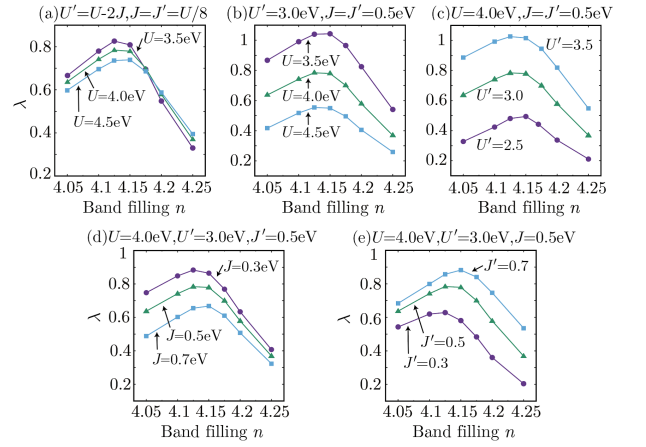 (a)U′=U-2J,J=J′=U/8
0.8
0.6
0.4
0.2
λ
U=3.5eV
U=4.0eV
U=4.5eV
4.05 4.1 4.15 4.2 4.25
Band filling n
(b)U′=3.0eV,J=J′=0.5eV
1
0.8
0.6
0.4
0.2
U=3.5eV
U=4.0eV
U=4.5eV
4.05 4.1 4.15 4.2 4.25
Band filling n
(c)U=4.0eV,J=J′=0.5eV
1
0.8
0.6
0.4
0.2
U′=3.5
U′=3.0
U′=2.5
4.05 4.1 4.15 4.2 4.25
Band filling n
(d)U=4.0eV,U′=3.0eV,J′=0.5eV
1
0.8
0.6
0.4
0.2
λ
J=0.3eV
J=0.5eV
J=0.7eV
4.05 4.1 4.15 4.2 4.25
Band filling n
(e)U=4.0eV,U′=3.0eV,J=0.5eV
1
0.8
0.6
0.4
0.2
λ
J′=0.7
J′=0.5
J′=0.3
4.05 4.1 4.15 4.2 4.25
Band filling n